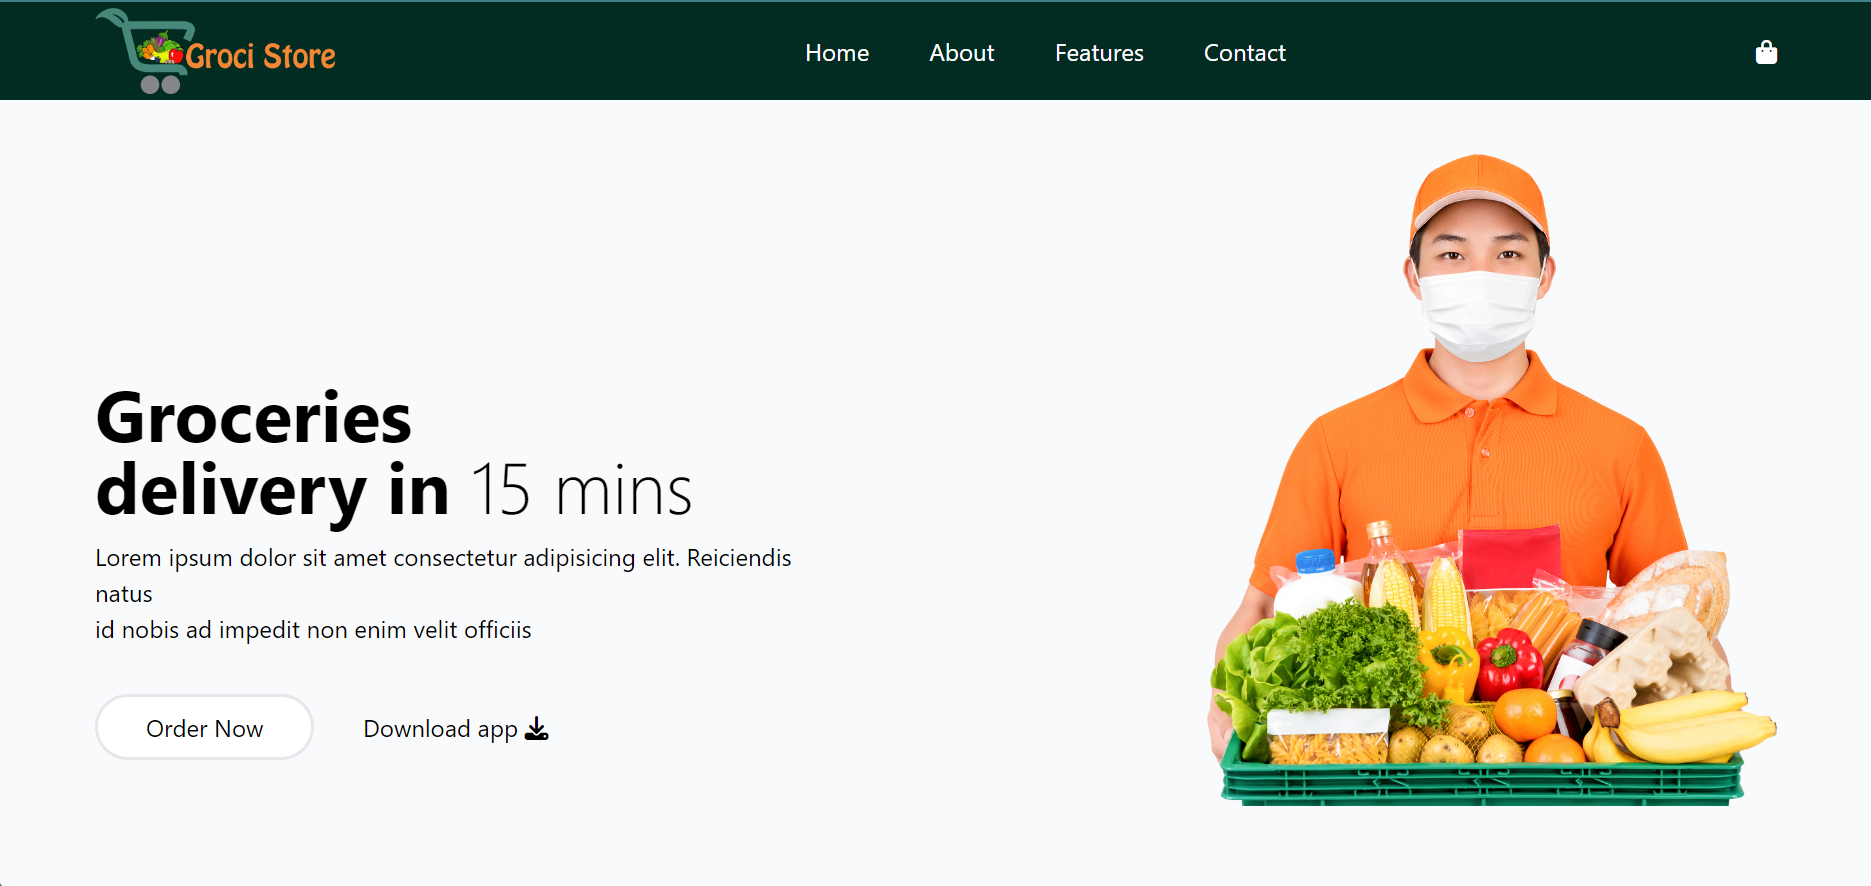 Groci Store
Home
About
Features
Contact
Groceries
delivery in 15 mins
Lorem ipsum dolor sit amet consectetur adipisicing elit. Reiciendis
natus
id nobis ad impedit non enim velit officiis
Order Now
Download app